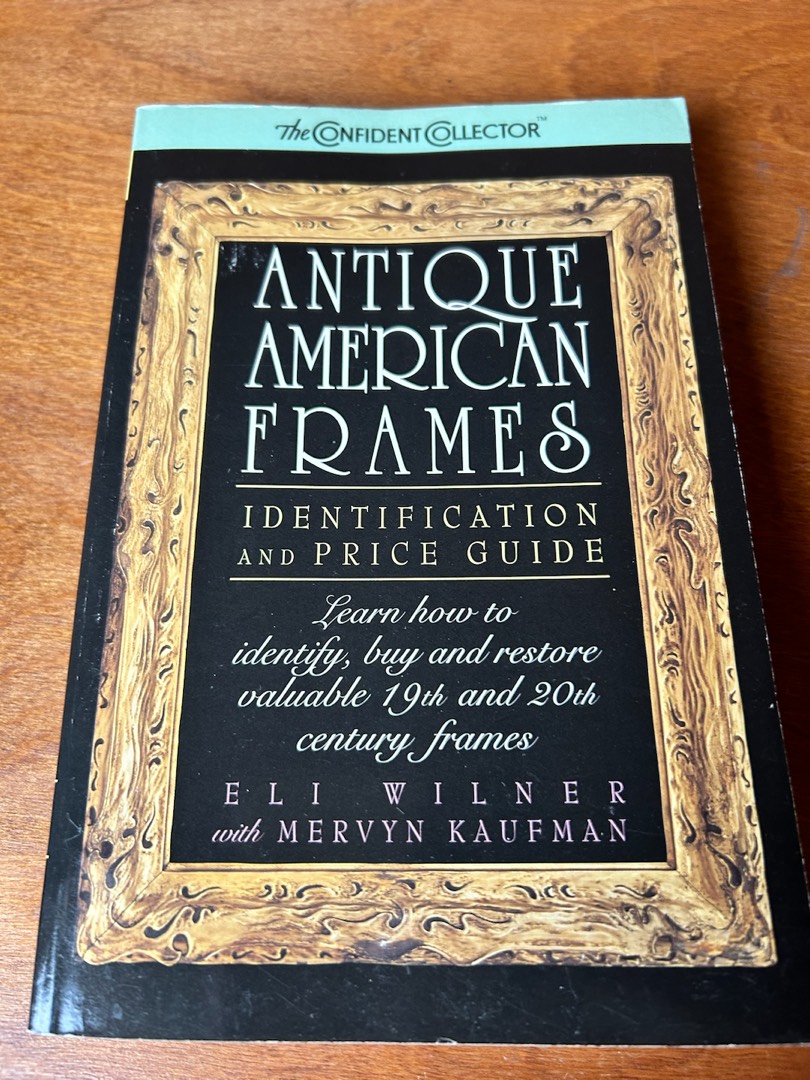 The CONFIDENT COLLECTOR™
ANTIQUE
AMERICAN
FRAMES
IDENTIFICATION
AND PRICE GUIDE
Learn how to
identify, buy and restore
valuable 19th and 20th
century frames
ELI WILNER
with MERVYN KAUFMAN